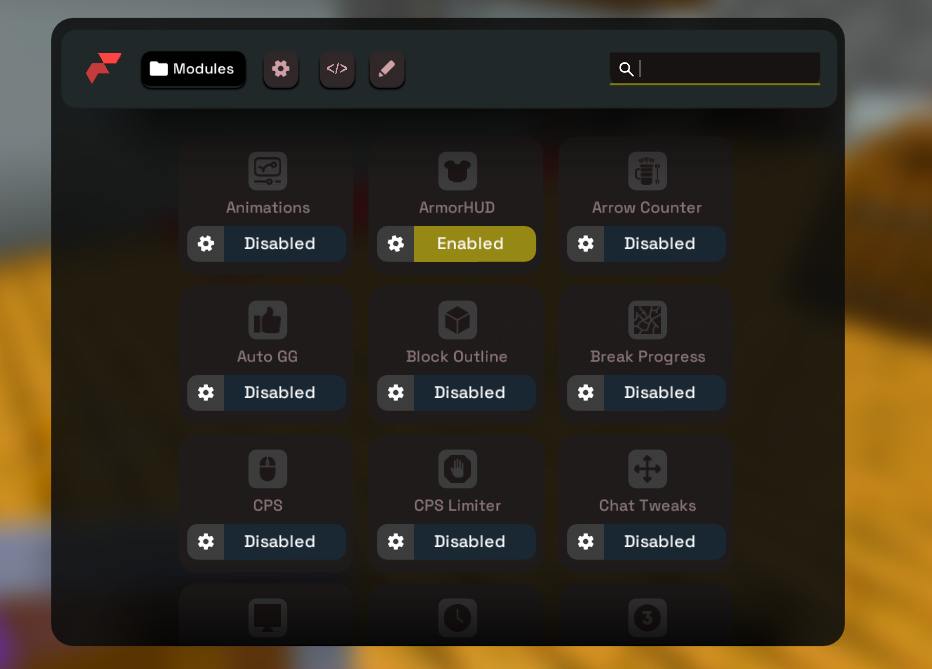 Modules
</>
Animations
ArmorHUD
Arrow Counter
Disabled
Enabled
Disabled
Auto GG
Block Outline
Break Progress
Disabled
Disabled
Disabled
CPS
CPS Limiter
Chat Tweaks
Disabled
Disabled
Disabled
3